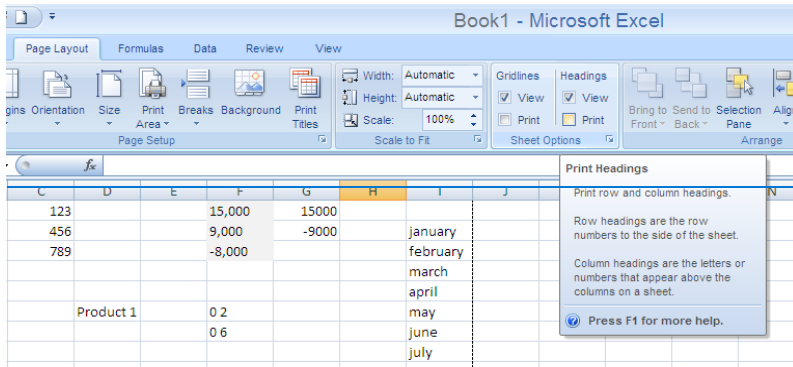 Book1 - Microsoft Excel
Page Layout Formulas Data Review View
gins Orientation Size Print Area Breaks Background Print Titles
Width: Automatic
Height: Automatic
Scale: 100%
Gridlines Headings
View View
Print Print
Bring to Front Send to Back Selection Pane Alig
Page Setup Scale to Fit Sheet Options Arrange
fx
Print Headings
Print row and column headings.
Row headings are the row
numbers to the side of the sheet.
Column headings are the letters or
numbers that appear above the
columns on a sheet.
Press F1 for more help.
C D E F G H I J N
123 15,000 15000
456 9,000 -9000 january
789 -8,000 february
march
april
Product 1 0 2 may
0 6 june
july